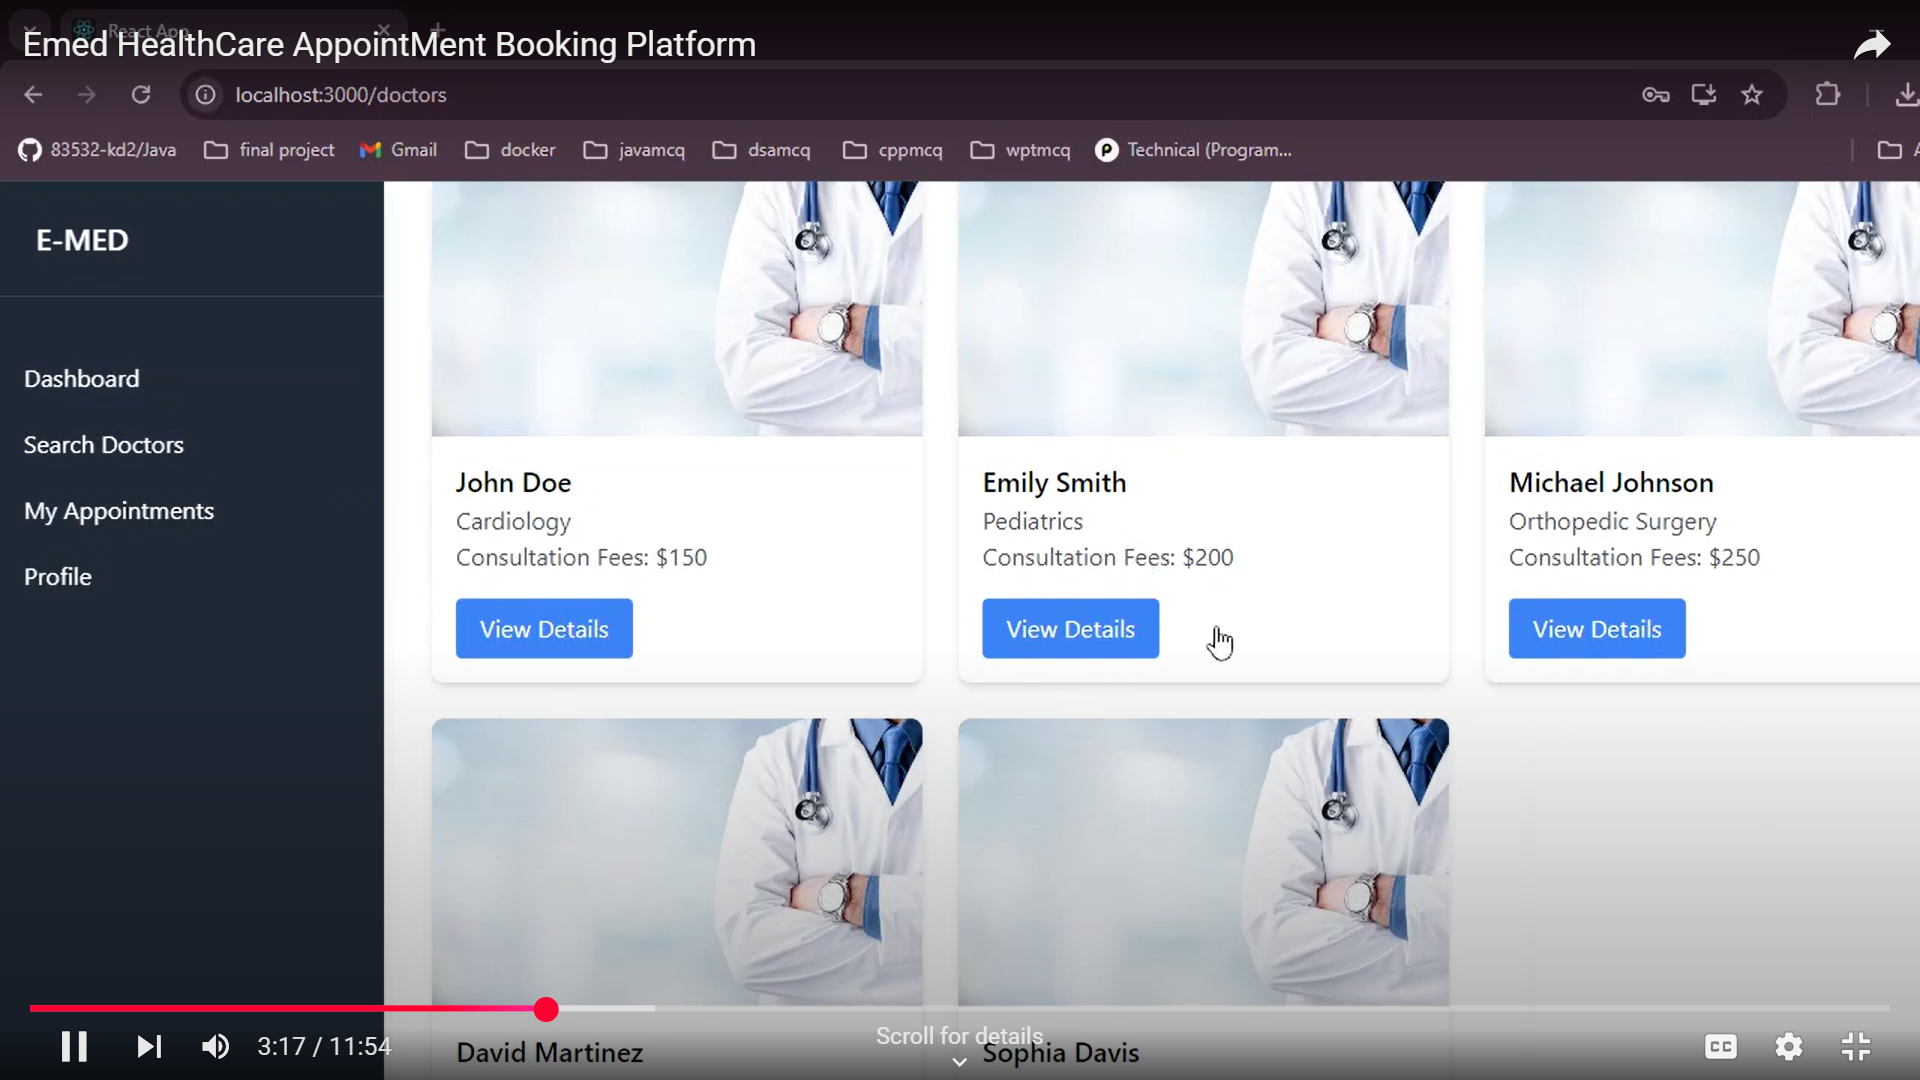 React App
Emed HealthCare AppointMent Booking Platform
localhost:3000/doctors
83532-kd2/Java
final project
Gmail
docker
javamcq
dsamcq
cppmcq
wptmcq
Technical (Program...
E-MED
Dashboard
Search Doctors
My Appointments
Profile
John Doe
Cardiology
Consultation Fees: $150
View Details
Emily Smith
Pediatrics
Consultation Fees: $200
View Details
Michael Johnson
Orthopedic Surgery
Consultation Fees: $250
View Details
David Martinez
Sophia Davis
Scroll for details
3:17 / 11:54
CC